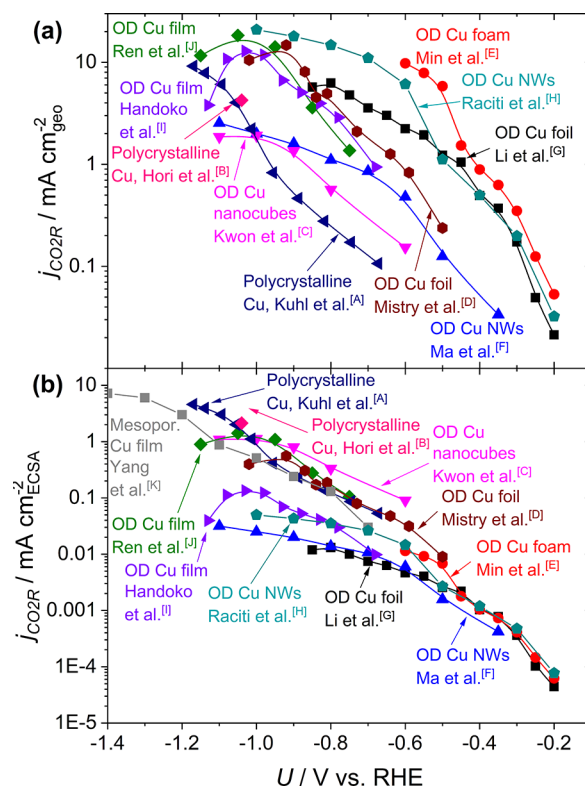 (a)
OD Cu film
Ren et al.[J]
OD Cu foam
Min et al.[E]
OD Cu film
Handoko
et al.[I]
OD Cu NWs
Raciti et al.[H]
Polycrystalline
Cu, Hori et al.[B]
OD Cu foil
Li et al.[G]
OD Cu
nanocubes
Kwon et al.[C]
Polycrystalline
Cu, Kuhl et al.[A]
OD Cu foil
Mistry et al.[D]
OD Cu NWs
Ma et al.[F]
10
1
0.1
jCO2R / mA cm-2geo
(b)
Polycrystalline
Cu, Kuhl et al.[A]
Mesopor.
Cu film
Yang
et al.[K]
Polycrystalline
Cu, Hori et al.[B]
OD Cu
nanocubes
Kwon et al.[C]
OD Cu foil
Mistry et al.[D]
OD Cu film
Ren et al.[J]
OD Cu film
Handoko
et al.[I]
OD Cu NWs
Raciti et al.[H]
OD Cu foil
Li et al.[G]
OD Cu foam
Min et al.[E]
OD Cu NWs
Ma et al.[F]
10
1
0.1
0.01
0.001
1E-4
1E-5
jCO2R / mA cm-2ECSA
-1.4 -1.2 -1.0 -0.8 -0.6 -0.4 -0.2
U / V vs. RHE